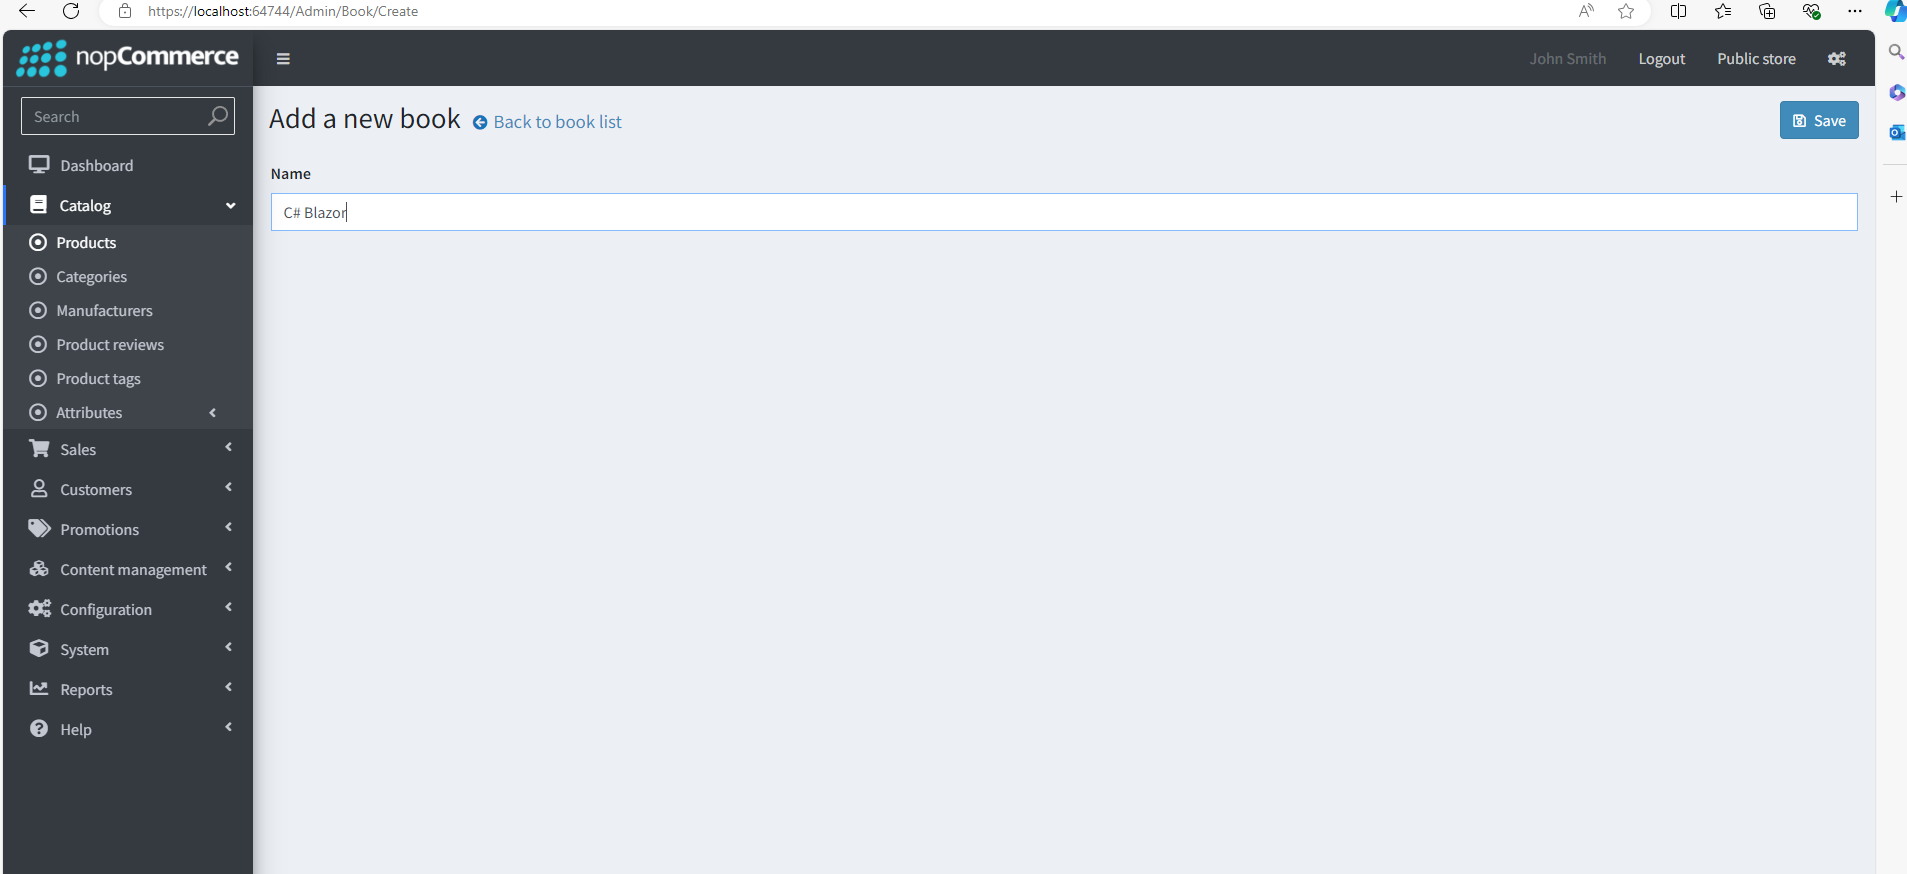 https://localhost:64744/Admin/Book/Create
nopCommerce
John Smith Logout Public store
Search
Add a new book Back to book list
Save
Dashboard
Name
Catalog
C# Blazor
Products
Categories
Manufacturers
Product reviews
Product tags
Attributes
Sales
Customers
Promotions
Content management
Configuration
System
Reports
Help